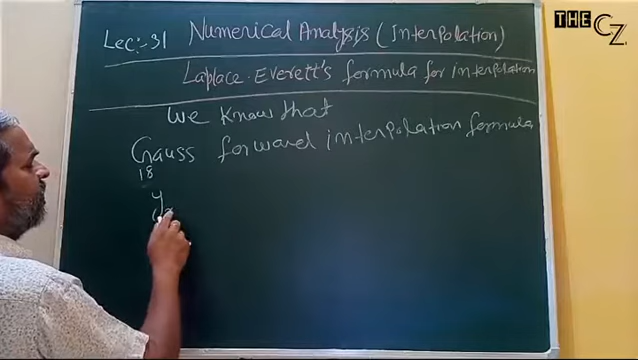 THE CZ
Lec:-31 Numerical Analysis (Interpolation)
Laplace-Everett's formula for interpolation
we know that
Gauss forward interpolation formula
18
y